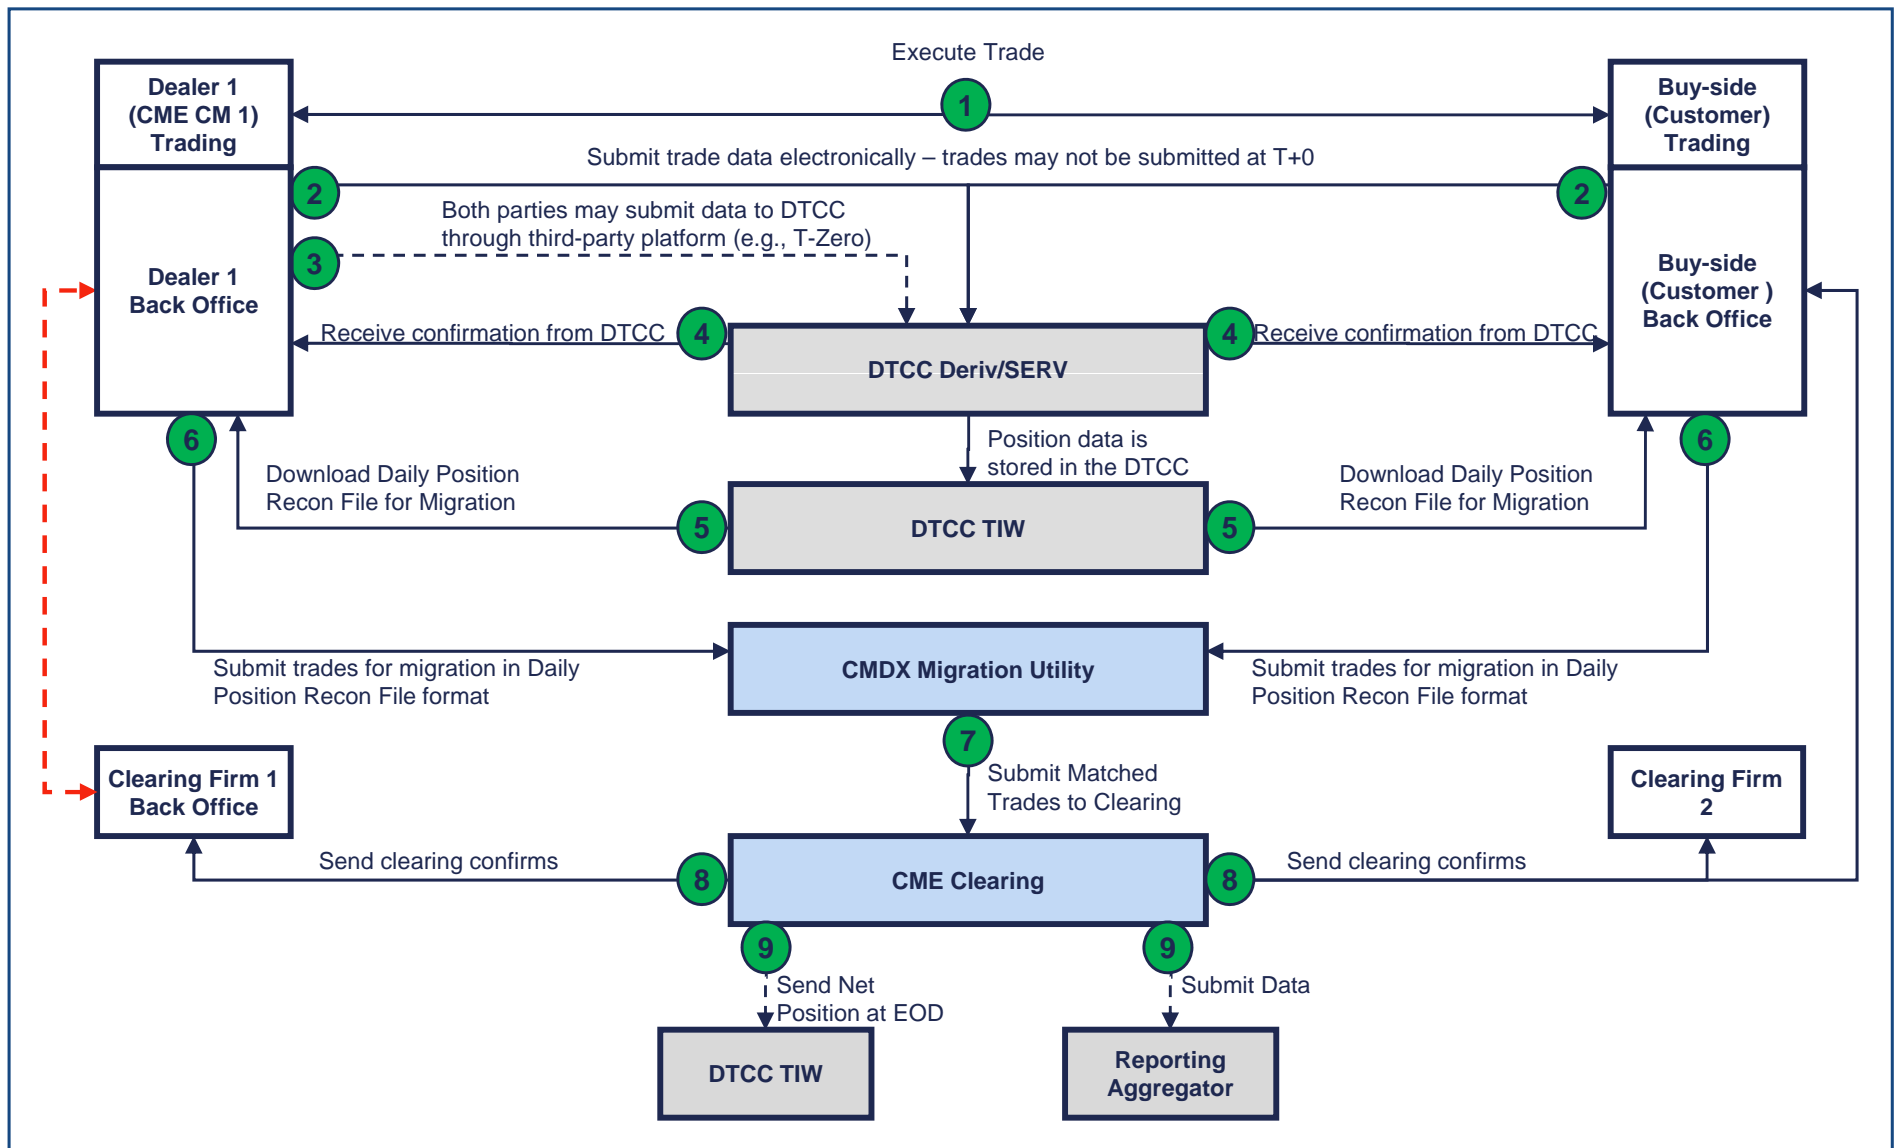 Execute Trade
Dealer 1
(CME CM 1)
Trading
1
Buy-side
(Customer)
Trading
Submit trade data electronically – trades may not be submitted at T+0
2
2
Both parties may submit data to DTCC
through third-party platform (e.g., T-Zero)
3
Dealer 1
Back Office
Buy-side
(Customer )
Back Office
Receive confirmation from DTCC
4
4
Receive confirmation from DTCC
DTCC Deriv/SERV
6
6
Position data is
stored in the DTCC
Download Daily Position
Recon File for Migration
Download Daily Position
Recon File for Migration
5
DTCC TIW
5
CMDX Migration Utility
Submit trades for migration in Daily
Position Recon File format
Submit trades for migration in Daily
Position Recon File format
7
Submit Matched
Trades to Clearing
Clearing Firm 1
Back Office
Clearing Firm
2
Send clearing confirms
8
CME Clearing
8
Send clearing confirms
9
9
Send Net
Position at EOD
Submit Data
DTCC TIW
Reporting
Aggregator